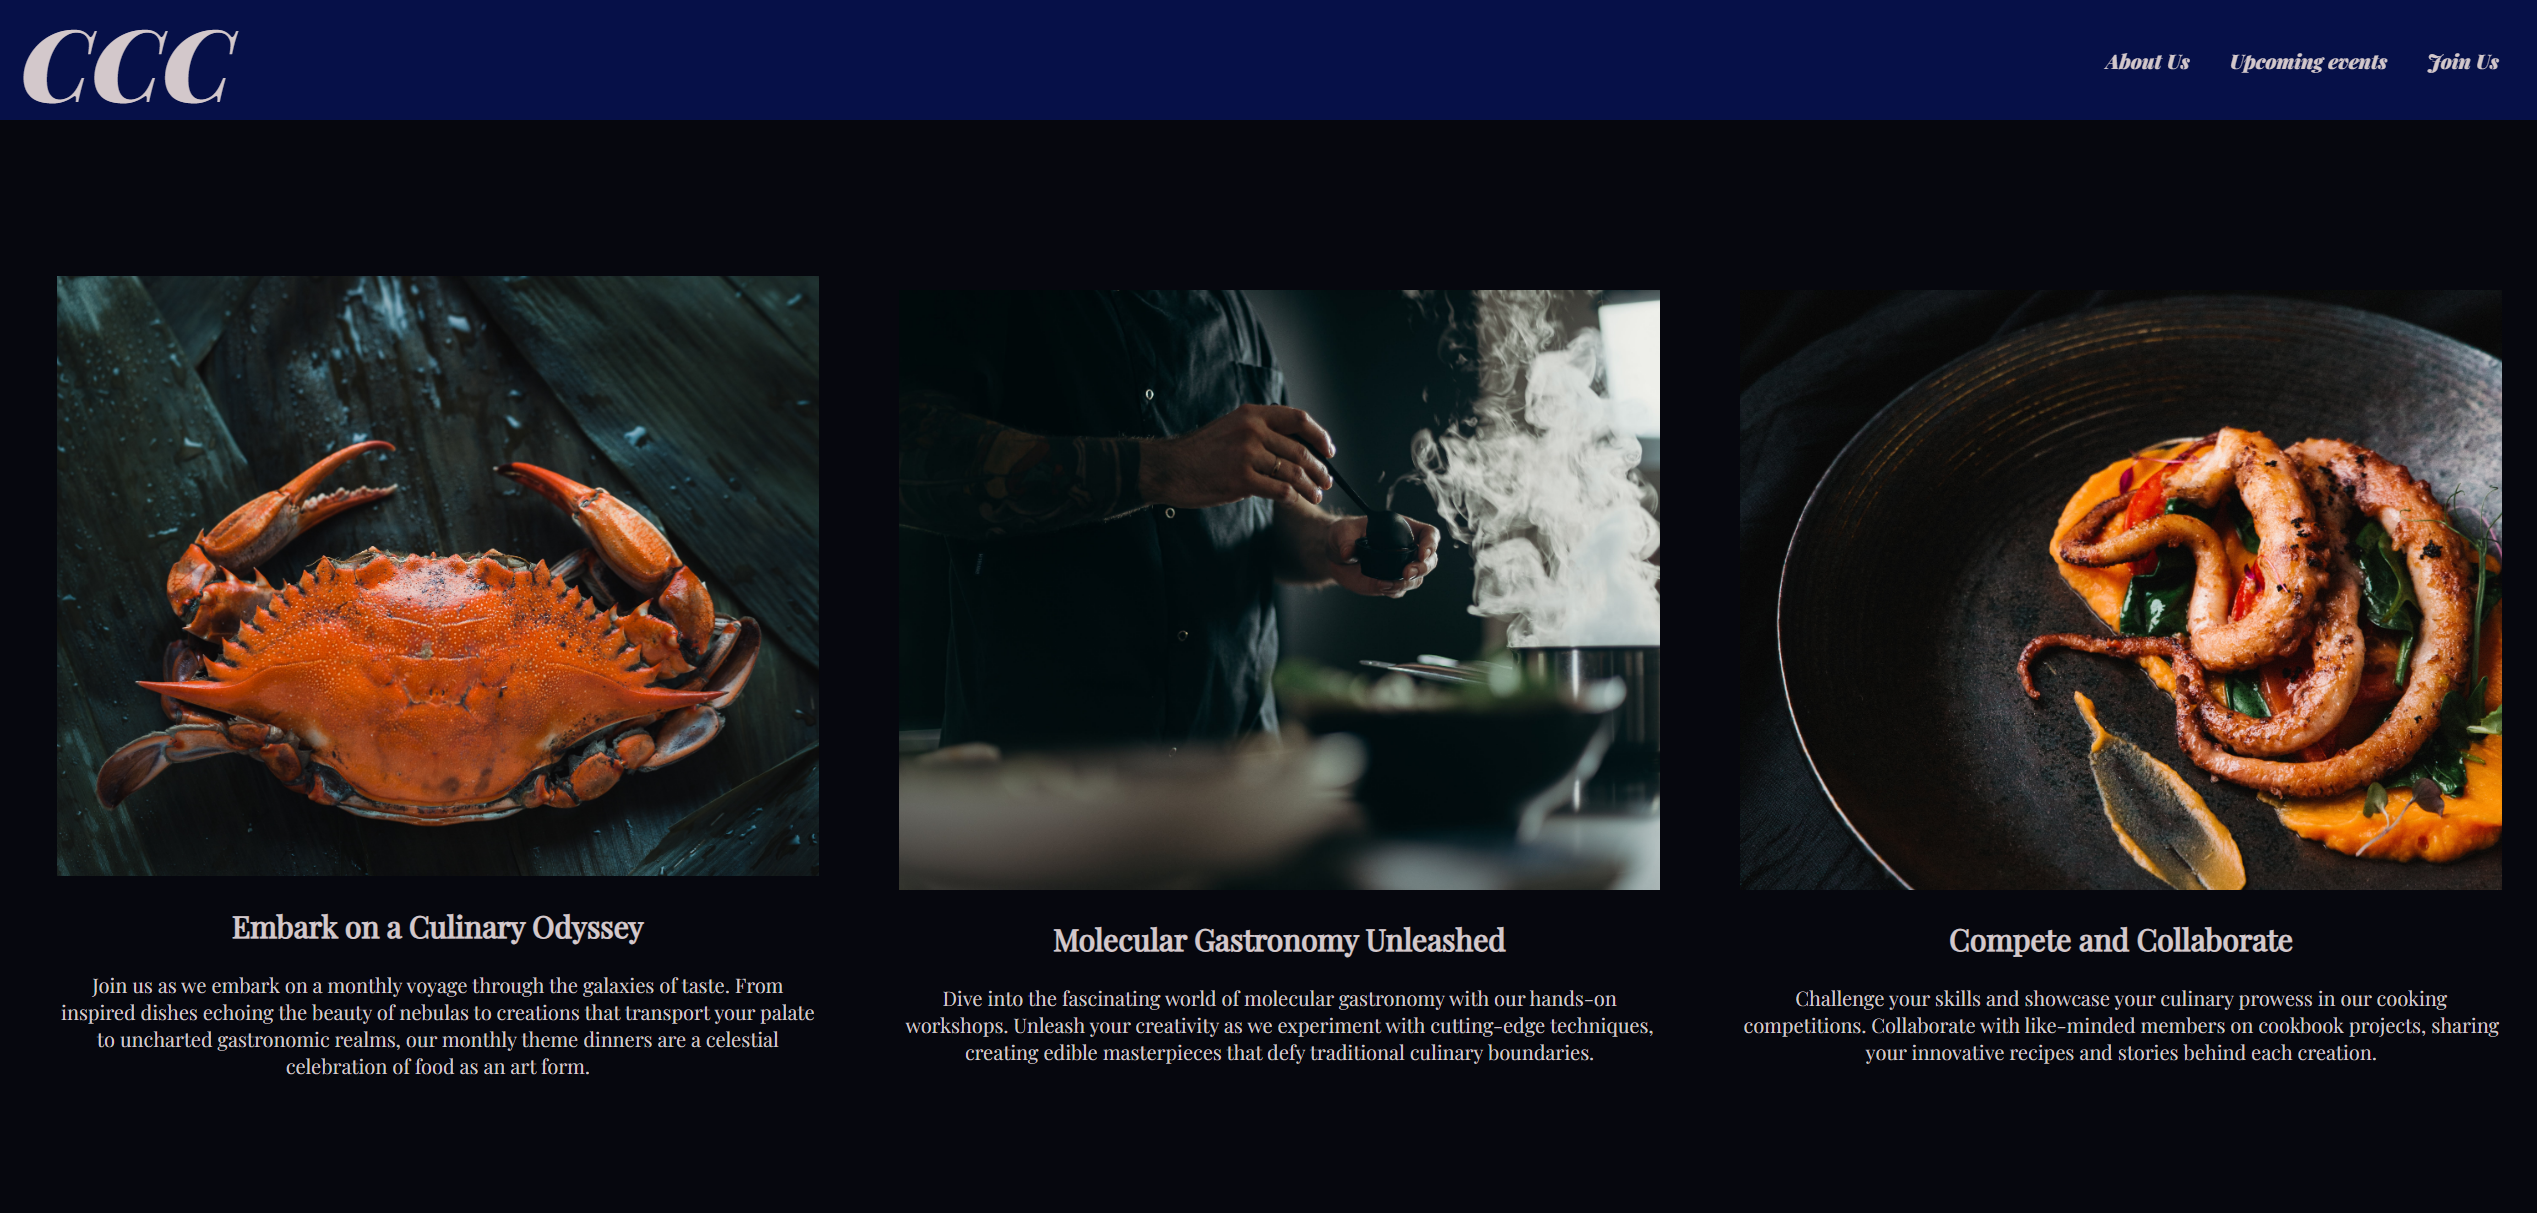 CCC
About Us
Upcoming events
Join Us
Embark on a Culinary Odyssey
Join us as we embark on a monthly voyage through the galaxies of taste. From
inspired dishes echoing the beauty of nebulas to creations that transport your palate
to uncharted gastronomic realms, our monthly theme dinners are a celestial
celebration of food as an art form.
Molecular Gastronomy Unleashed
Dive into the fascinating world of molecular gastronomy with our hands-on
workshops. Unleash your creativity as we experiment with cutting-edge techniques,
creating edible masterpieces that defy traditional culinary boundaries.
Compete and Collaborate
Challenge your skills and showcase your culinary prowess in our cooking
competitions. Collaborate with like-minded members on cookbook projects, sharing
your innovative recipes and stories behind each creation.